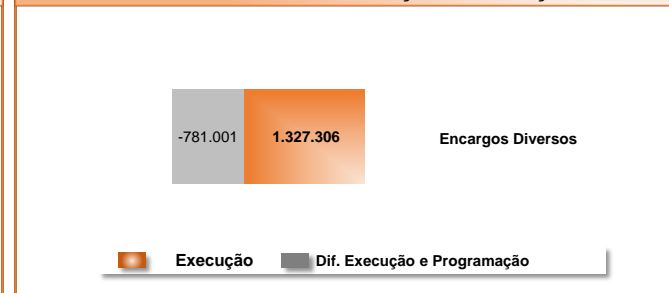 -781.001 1.327.306 Encargos Diversos
Execução Dif. Execução e Programação